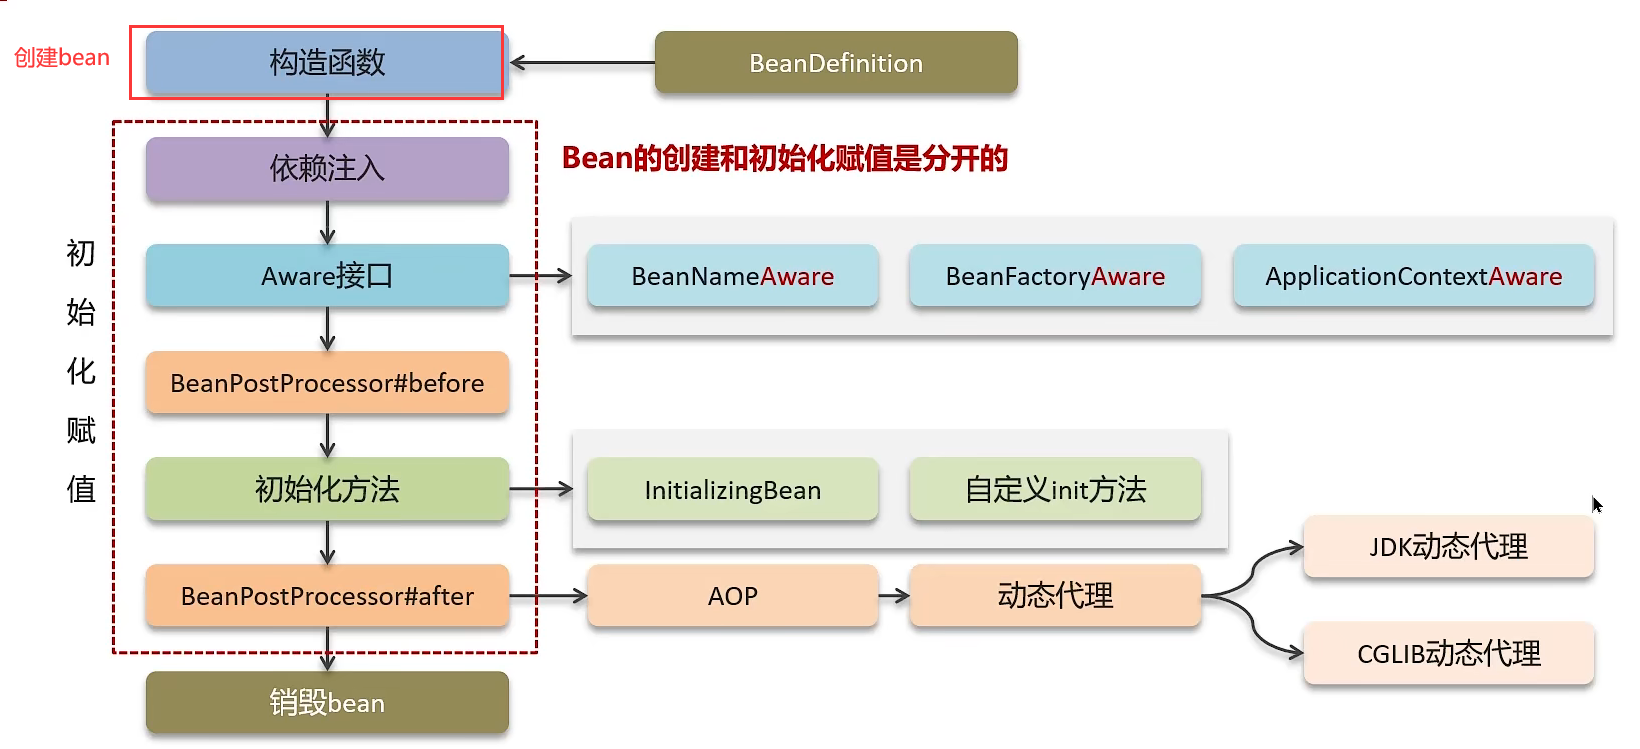 创建bean
构造函数
BeanDefinition
依赖注入
Bean的创建和初始化赋值是分开的
初始化赋值
Aware接口
BeanNameAware
BeanFactoryAware
ApplicationContextAware
BeanPostProcessor#before
初始化方法
InitializingBean
自定义init方法
BeanPostProcessor#after
AOP
动态代理
JDK动态代理
CGLIB动态代理
销毁bean